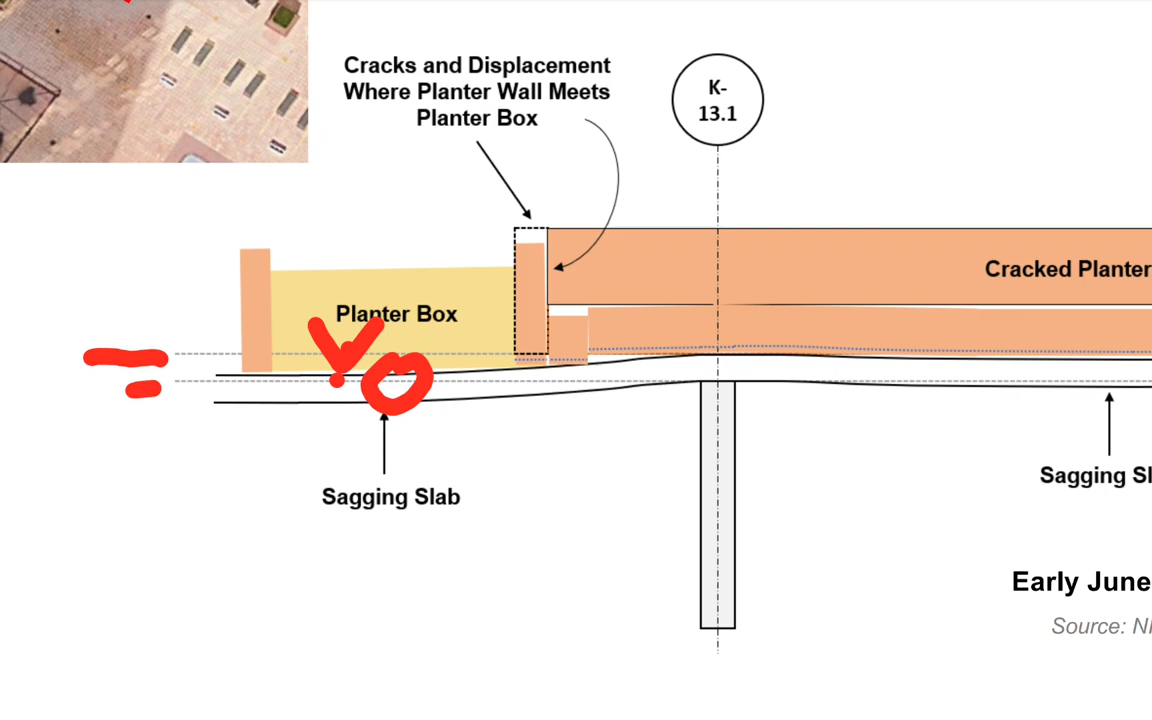 Cracks and Displacement
Where Planter Wall Meets
Planter Box
K-
13.1
Cracked Planter
Planter Box
Sagging Slab
Sagging Sl
Early June
Source: NI